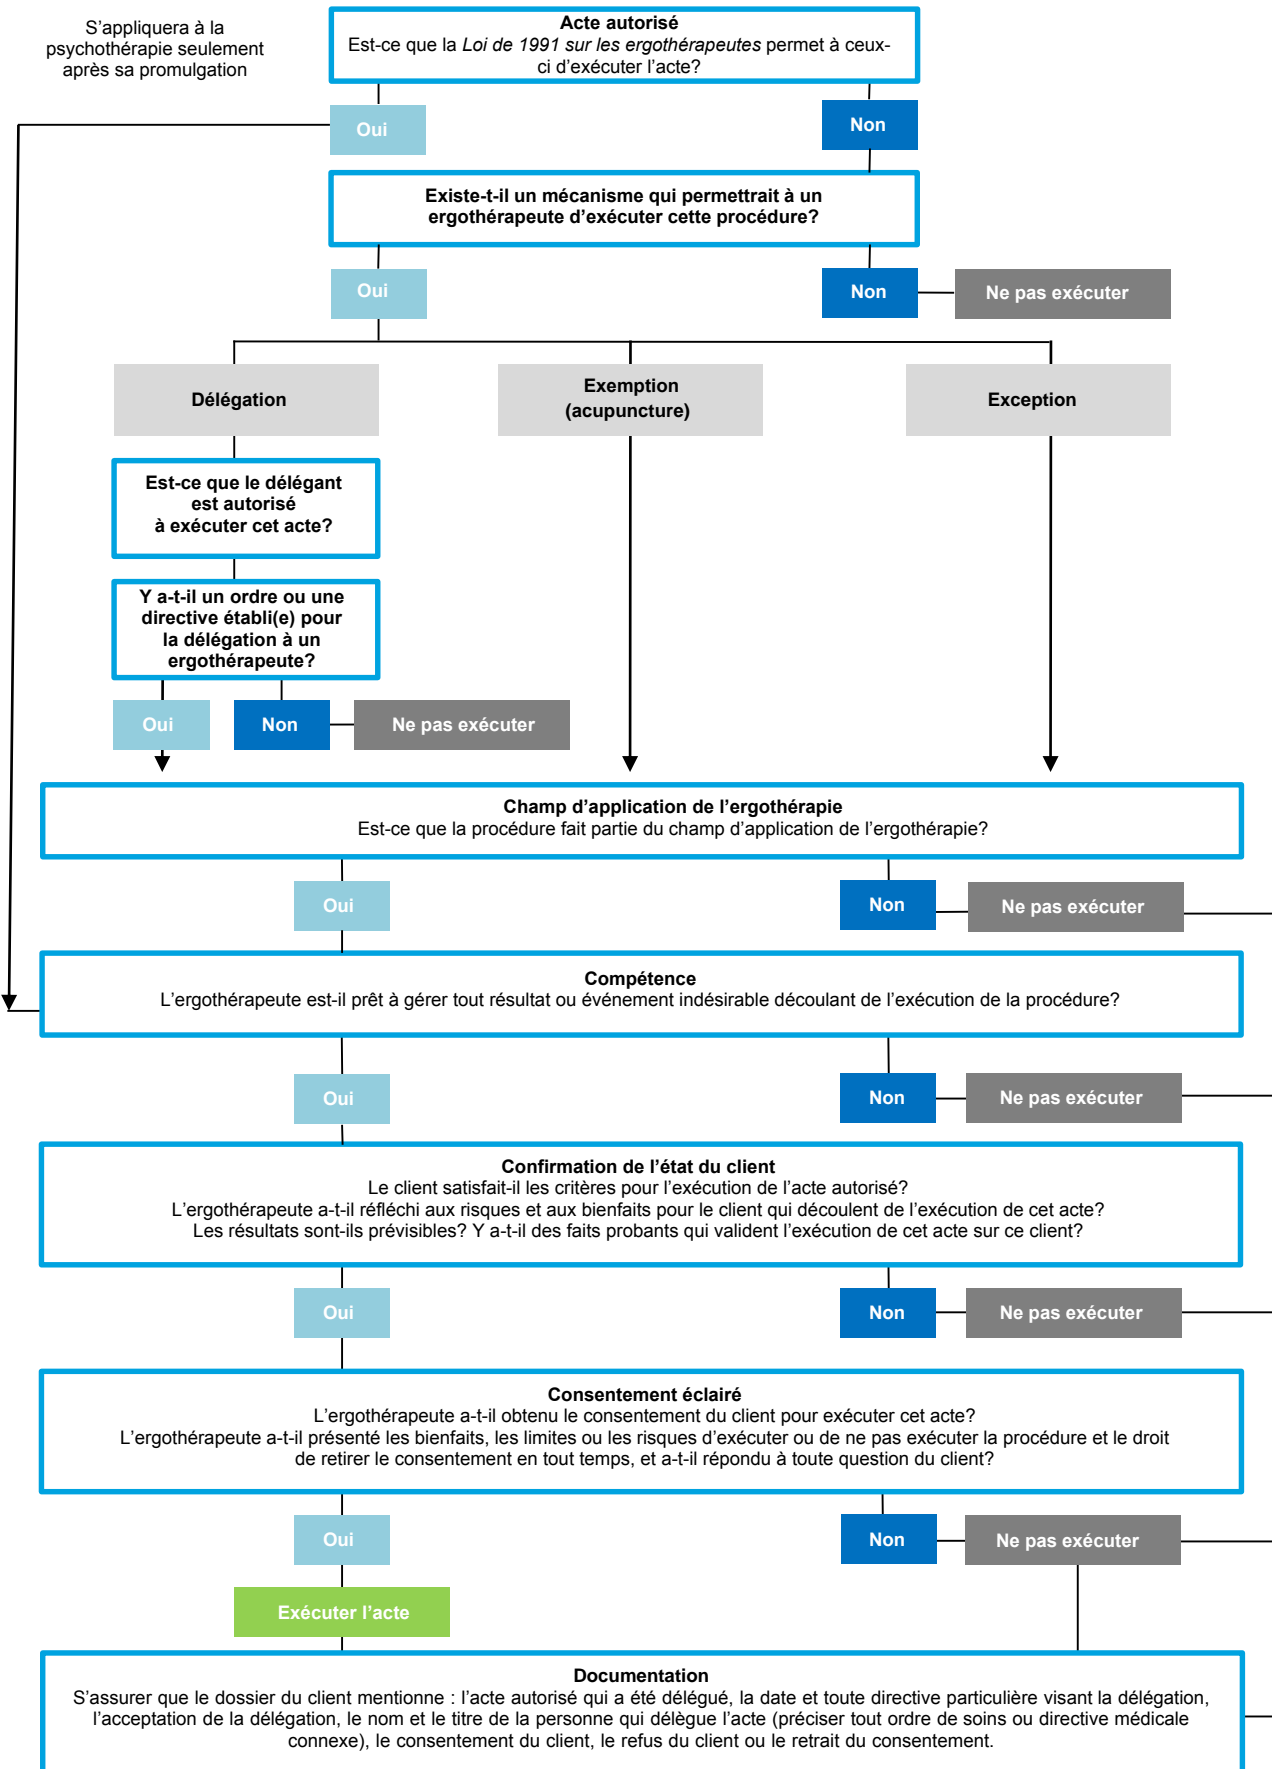 S'appliquera à la
psychothérapie seulement
après sa promulgation
Acte autorisé
Est-ce que la Loi de 1991 sur les ergothérapeutes permet à ceux-
ci d'exécuter l'acte?
Oui
Non
Existe-t-il un mécanisme qui permettrait à un
ergothérapeute d'exécuter cette procédure?
Oui
Non
Ne pas exécuter
Délégation
Exemption
(acupuncture)
Exception
Est-ce que le délégant
est autorisé
à exécuter cet acte?
Y a-t-il un ordre ou une
directive établi(e) pour
la délégation à un
ergothérapeute?
Oui
Non
Ne pas exécuter
Champ d'application de l'ergothérapie
Est-ce que la procédure fait partie du champ d'application de l'ergothérapie?
Oui
Non
Ne pas exécuter
Compétence
L'ergothérapeute est-il prêt à gérer tout résultat ou événement indésirable découlant de l'exécution de la procédure?
Oui
Non
Ne pas exécuter
Confirmation de l'état du client
Le client satisfait-il les critères pour l'exécution de l'acte autorisé?
L'ergothérapeute a-t-il réfléchi aux risques et aux bienfaits pour le client qui découlent de l'exécution de cet acte?
Les résultats sont-ils prévisibles? Y a-t-il des faits probants qui valident l'exécution de cet acte sur ce client?
Oui
Non
Ne pas exécuter
Consentement éclairé
L'ergothérapeute a-t-il obtenu le consentement du client pour exécuter cet acte?
L'ergothérapeute a-t-il présenté les bienfaits, les limites ou les risques d'exécuter ou de ne pas exécuter la procédure et le droit
de retirer le consentement en tout temps, et a-t-il répondu à toute question du client?
Oui
Non
Ne pas exécuter
Exécuter l'acte
Documentation
S'assurer que le dossier du client mentionne : l'acte autorisé qui a été délégué, la date et toute directive particulière visant la délégation,
l'acceptation de la délégation, le nom et le titre de la personne qui délègue l'acte (préciser tout ordre de soins ou directive médicale
connexe), le consentement du client, le refus du client ou le retrait du consentement.